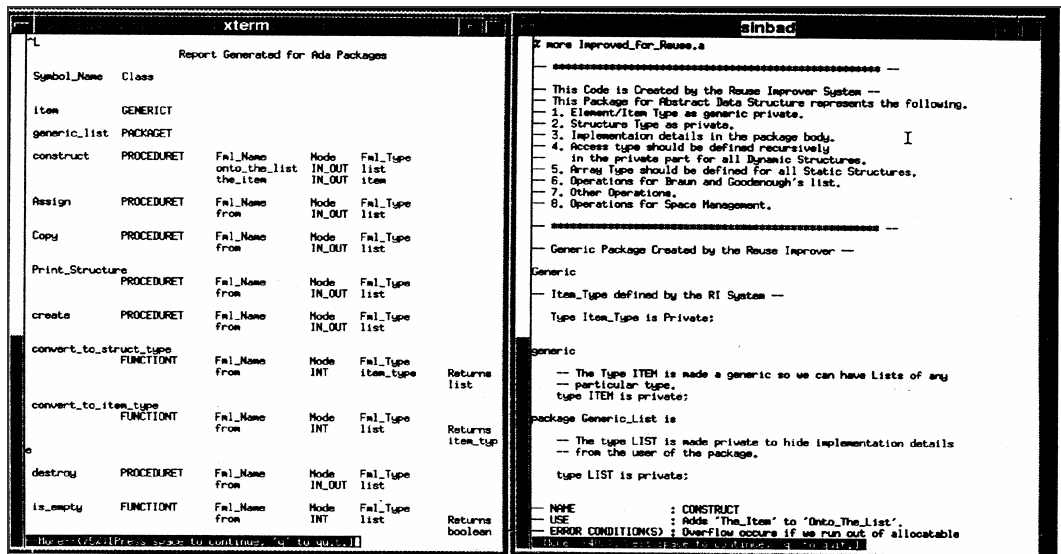 xterm
^L
Report Generated for Ada Packages
Symbol_Name Class
item GENERICT
generic_list PACKAGET
construct PROCEDURET Fml_Name Mode Fml_Type
onto_the_list IN_OUT list
the_item IN_OUT item
Assign PROCEDURET Fml_Name Mode Fml_Type
from IN_OUT list
Copy PROCEDURET Fml_Name Mode Fml_Type
from IN_OUT list
Print_Structure
PROCEDURET Fml_Name Mode Fml_Type
from IN_OUT list
create PROCEDURET Fml_Name Mode Fml_Type
from IN_OUT list
convert_to_struct_type
FUNCTIONT Fml_Name Mode Fml_Type
from INT item_type Returns
list
convert_to_item_type
FUNCTIONT Fml_Name Mode Fml_Type
from INT list Returns
item_typ
e
destroy PROCEDURET Fml_Name Mode Fml_Type
from IN_OUT list
is_empty FUNCTIONT Fml_Name Mode Fml_Type
from INT list Returns
boolean
[Press space to continue, 'q' to quit.]
sinbad
% more Improved_For_Reuse.a
-- ************************************************** --
-- This Code is Created by the Reuse Improver System --
-- This Package for Abstract Data Structure represents the following.
-- 1. Element/Item Type as generic private.
-- 2. Structure Type as private.
-- 3. Implementaion details in the package body.
-- 4. Access type should be defined recursively
-- in the private part for all Dynamic Structures.
-- 5. Array Type should be defined for all Static Structures.
-- 6. Operations for Braun and Goodenough's list.
-- 7. Other Operations.
-- 8. Operations for Space Management.
-- ************************************************** --
-- Generic Package Created by the Reuse Improver --
Generic
-- Item_Type defined by the RI System --
Type Item_Type is Private;
generic
-- The Type ITEM is made a generic so we can have Lists of any
-- particular type.
type ITEM is private;
package Generic_List is
-- The type LIST is made private to hide implementation details
-- from the user of the package.
type LIST is private;
-- NAME : CONSTRUCT
-- USE : Adds 'The_Item' to 'Onto_The_List'.
-- ERROR CONDITION(S) : Overflow occurs if we run out of allocatable